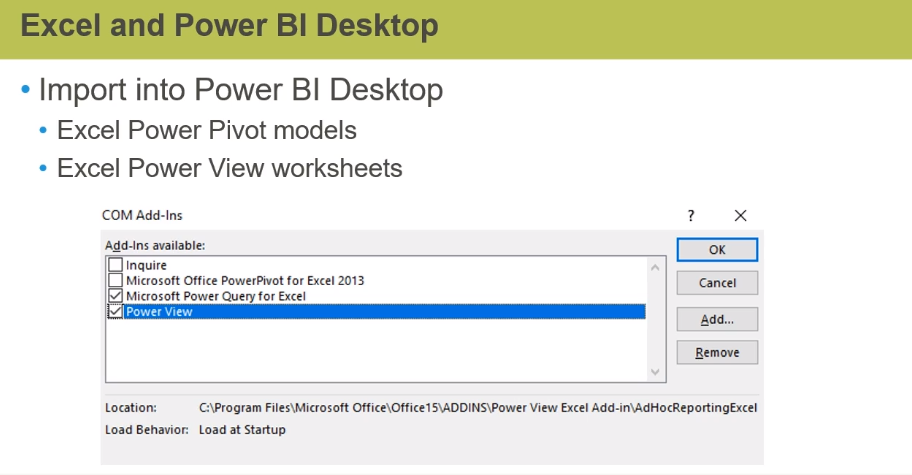 Excel and Power BI Desktop
• Import into Power BI Desktop
• Excel Power Pivot models
• Excel Power View worksheets
COM Add-Ins ? ×
Add-Ins available:
Inquire
Microsoft Office PowerPivot for Excel 2013
Microsoft Power Query for Excel
Power View
OK
Cancel
Add...
Remove
Location: C:\Program Files\Microsoft Office\Office15\ADDINS\Power View Excel Add-in\AdHocReportingExcel
Load Behavior: Load at Startup